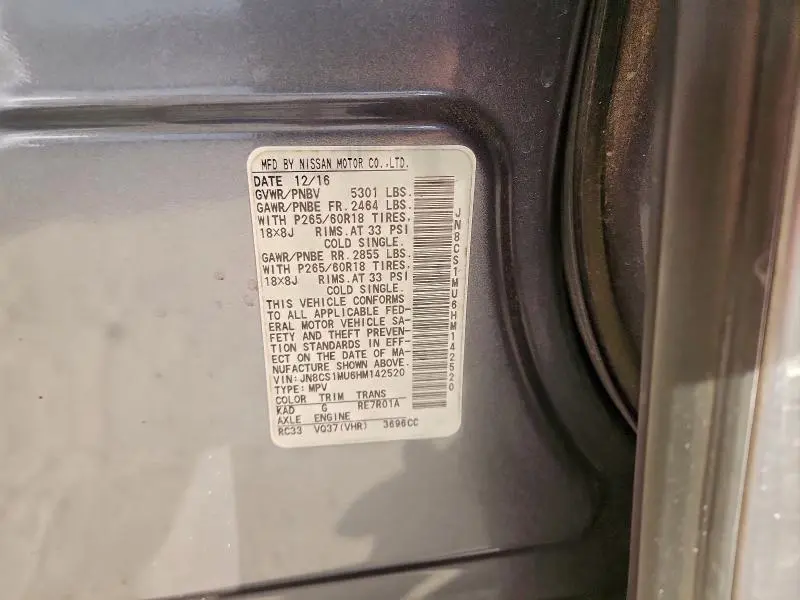 MFD BY NISSAN MOTOR CO.,LTD.
DATE 12/16
GVWR/PNBV 5301 LBS.
GAWR/PNBE FR. 2464 LBS.
WITH P265/60R18 TIRES,
18×8J RIMS.AT 33 PSI
COLD SINGLE.
GAWR/PNBE RR. 2855 LBS.
WITH P265/60R18 TIRES,
18×8J RIMS.AT 33 PSI
COLD SINGLE.
THIS VEHICLE CONFORMS
TO ALL APPLICABLE FED-
ERAL MOTOR VEHICLE SA-
FETY AND THEFT PREVEN-
TION STANDARDS IN EFF-
ECT ON THE DATE OF MA-
NUFACTURE SHOWN ABOVE.
VIN: JN8CS1MU6HM142520
TYPE: MPV
COLOR TRIM TRANS
KAD G RE7R01A
AXLE ENGINE
RC33 VQ37(VHR) 3696CC
JN8CS1MU6HM142520